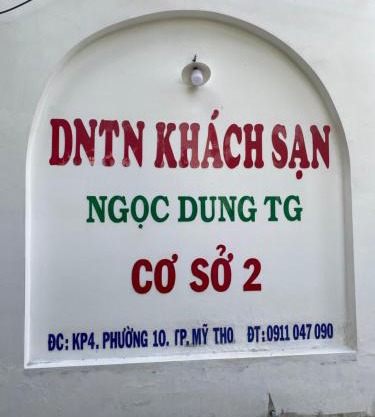 DNTN KHÁCH SẠN
NGỌC DUNG TG
CƠ SỞ 2
ĐC: KP4. PHƯỜNG 10. TP. MỸ THO ĐT: 0911 047 090